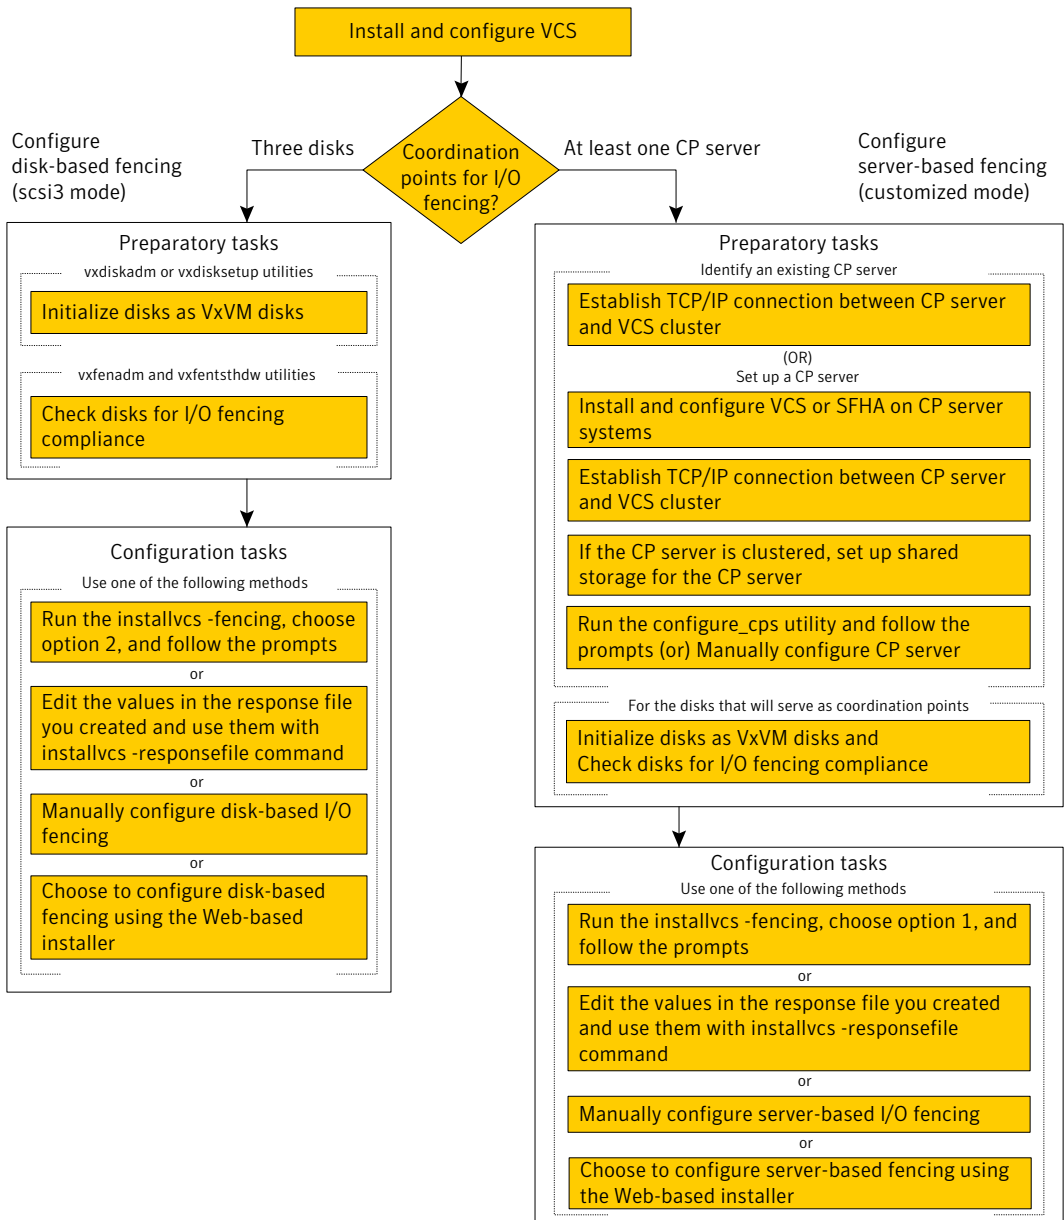 Install and configure VCS
Configure
disk-based fencing
(scsi3 mode)
Three disks
Coordination
points for I/O
fencing?
At least one CP server
Configure
server-based fencing
(customized mode)
Preparatory tasks
vxdiskadm or vxdisksetup utilities
Initialize disks as VxVM disks
vxfenadm and vxfentsthdw utilities
Check disks for I/O fencing
compliance
Configuration tasks
Use one of the following methods
Run the installvcs -fencing, choose
option 2, and follow the prompts
or
Edit the values in the response file
you created and use them with
installvcs -responsefile command
or
Manually configure disk-based I/O
fencing
or
Choose to configure disk-based
fencing using the Web-based
installer
Preparatory tasks
Identify an existing CP server
Establish TCP/IP connection between CP server
and VCS cluster
(OR)
Set up a CP server
Install and configure VCS or SFHA on CP server
systems
Establish TCP/IP connection between CP server
and VCS cluster
If the CP server is clustered, set up shared
storage for the CP server
Run the configure_cps utility and follow the
prompts (or) Manually configure CP server
For the disks that will serve as coordination points
Initialize disks as VxVM disks and
Check disks for I/O fencing compliance
Configuration tasks
Use one of the following methods
Run the installvcs -fencing, choose option 1, and
follow the prompts
or
Edit the values in the response file you created
and use them with installvcs -responsefile
command
or
Manually configure server-based I/O fencing
or
Choose to configure server-based fencing using
the Web-based installer